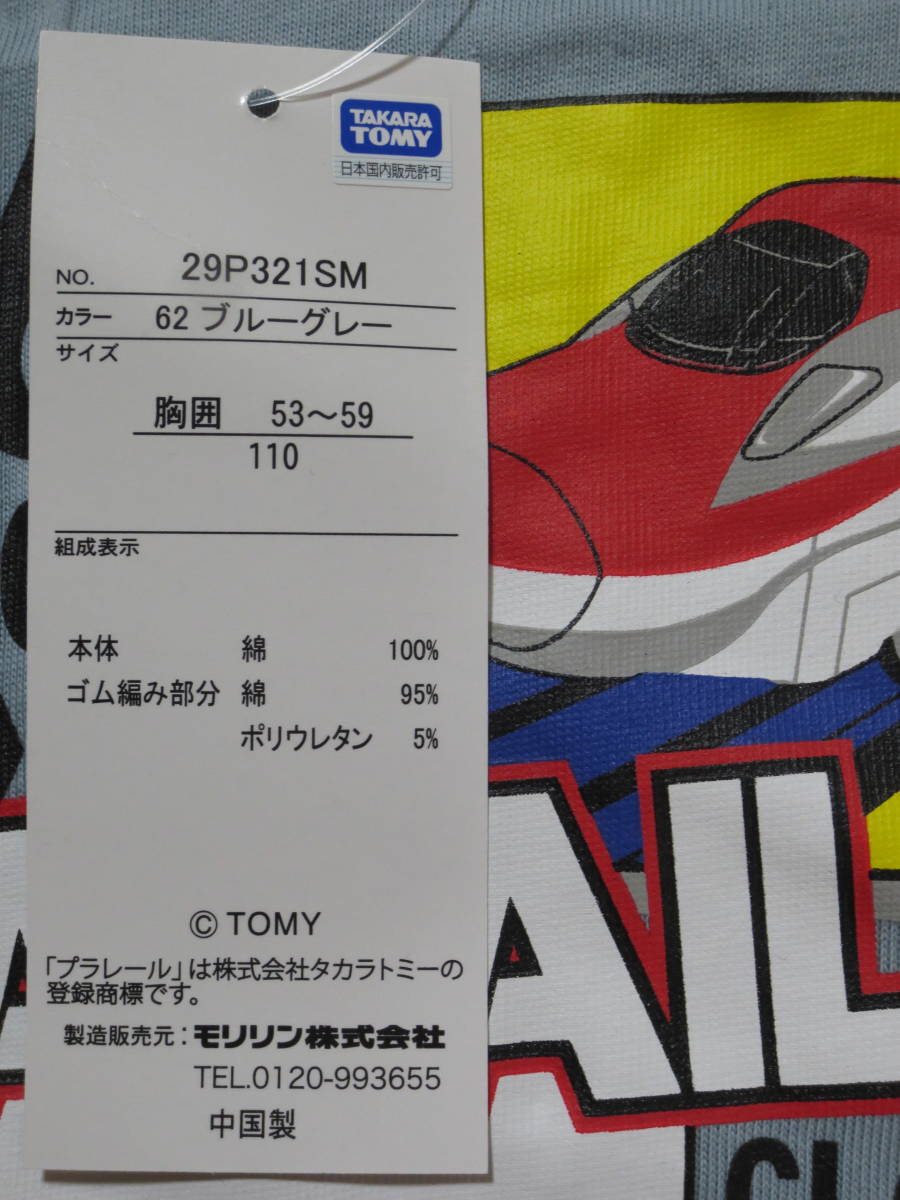 TAKARA
TOMY
日本国内販売許可
NO. 29P321SM
カラー 62 ブルーグレー
サイズ
胸囲 53～59
110
組成表示
本体 綿 100%
ゴム編み部分 綿 95%
ポリウレタン 5%
© TOMY
「プラレール」は株式会社タカラトミーの
登録商標です。
製造販売元：モリリン株式会社
TEL.0120-993655
中国製
AIL